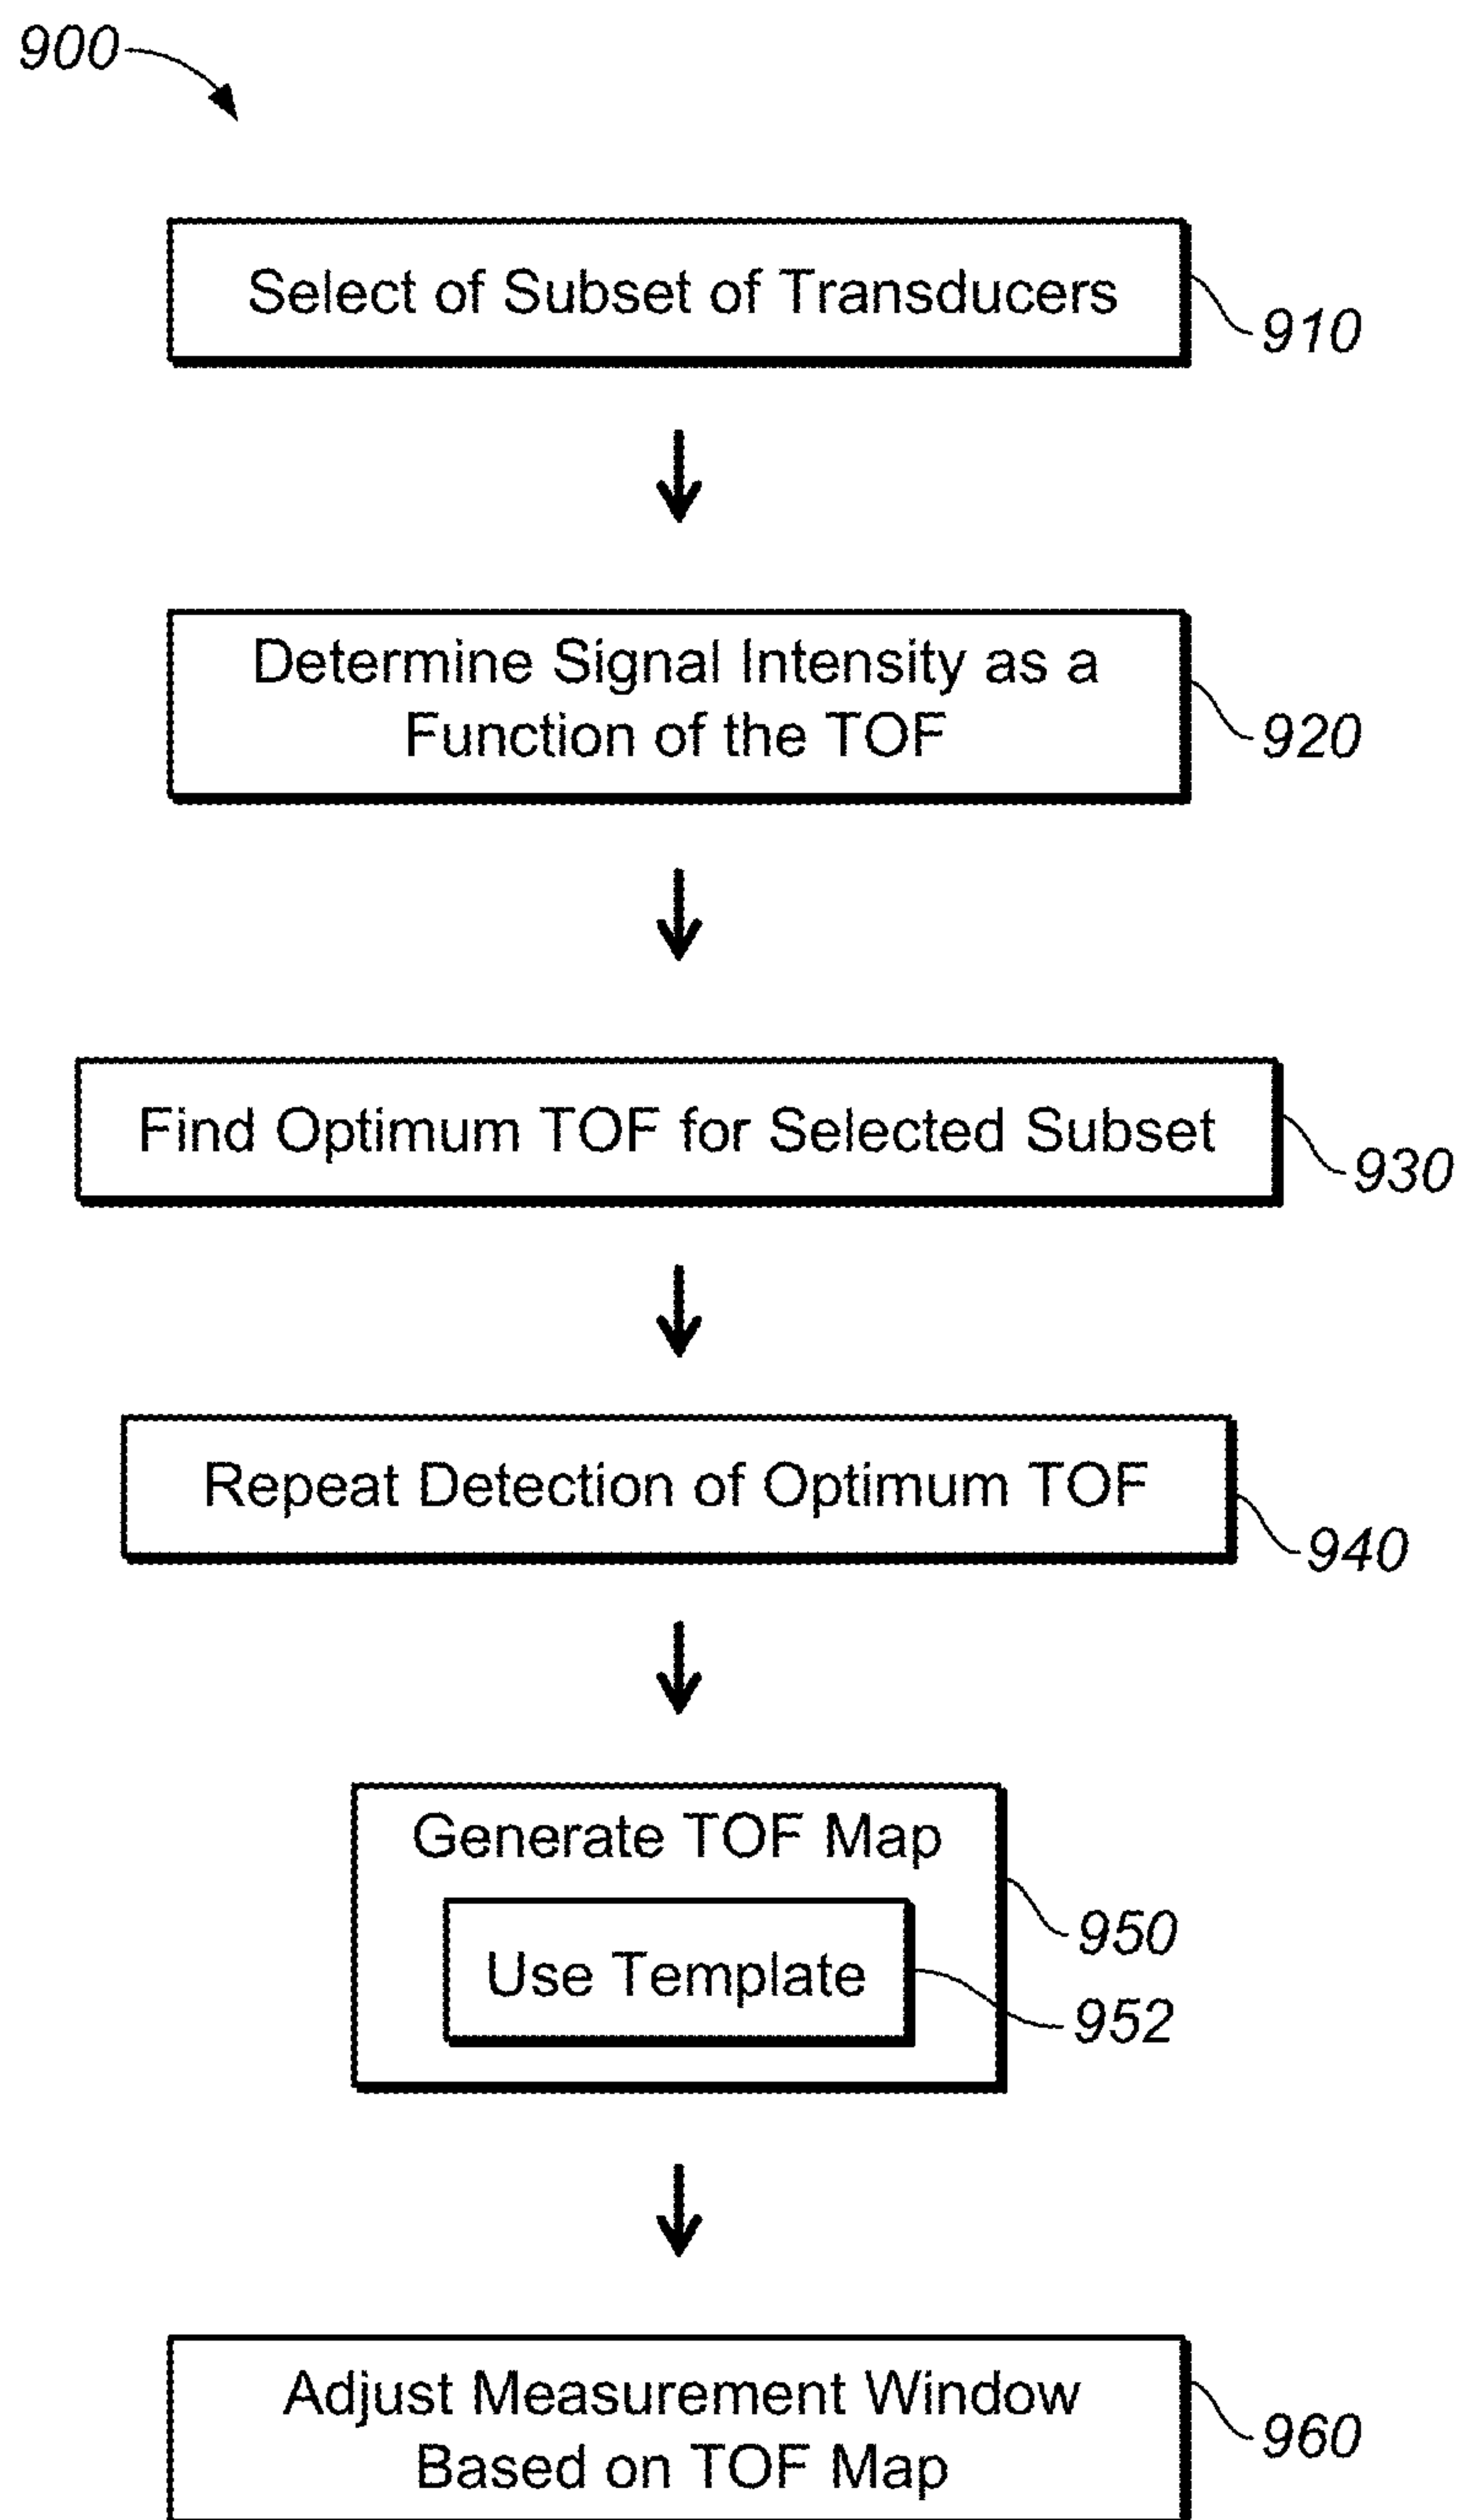 900
Select of Subset of Transducers
910
Determine Signal Intensity as a
Function of the TOF
920
Find Optimum TOF for Selected Subset
930
Repeat Detection of Optimum TOF
940
Generate TOF Map
950
Use Template
952
Adjust Measurement Window
Based on TOF Map
960